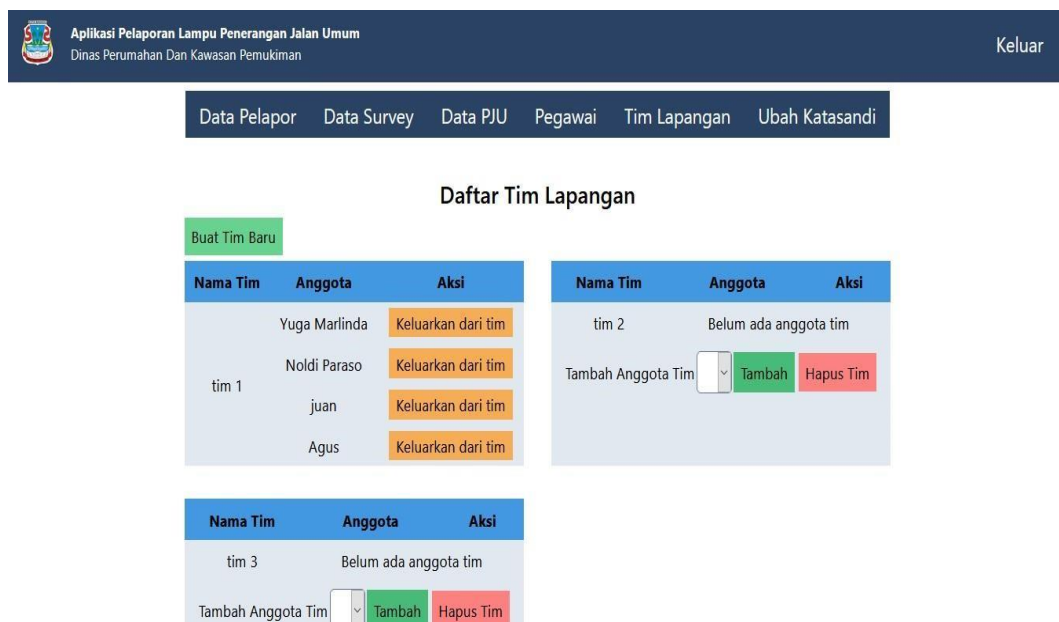 Aplikasi Pelaporan Lampu Penerangan Jalan Umum
Dinas Perumahan Dan Kawasan Pemukiman
Keluar
Data Pelapor Data Survey Data PJU Pegawai Tim Lapangan Ubah Katasandi
Daftar Tim Lapangan
Buat Tim Baru
Nama Tim Anggota Aksi
tim 1
Yuga Marlinda Keluarkan dari tim
Noldi Paraso Keluarkan dari tim
juan Keluarkan dari tim
Agus Keluarkan dari tim
Nama Tim Anggota Aksi
tim 2 Belum ada anggota tim
Tambah Anggota Tim Tambah Hapus Tim
Nama Tim Anggota Aksi
tim 3 Belum ada anggota tim
Tambah Anggota Tim Tambah Hapus Tim